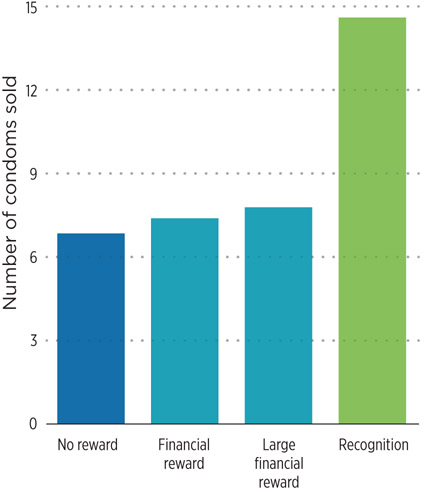 Number of condoms sold
15
12
9
6
3
0
No reward
Financial
reward
Large
financial
reward
Recognition